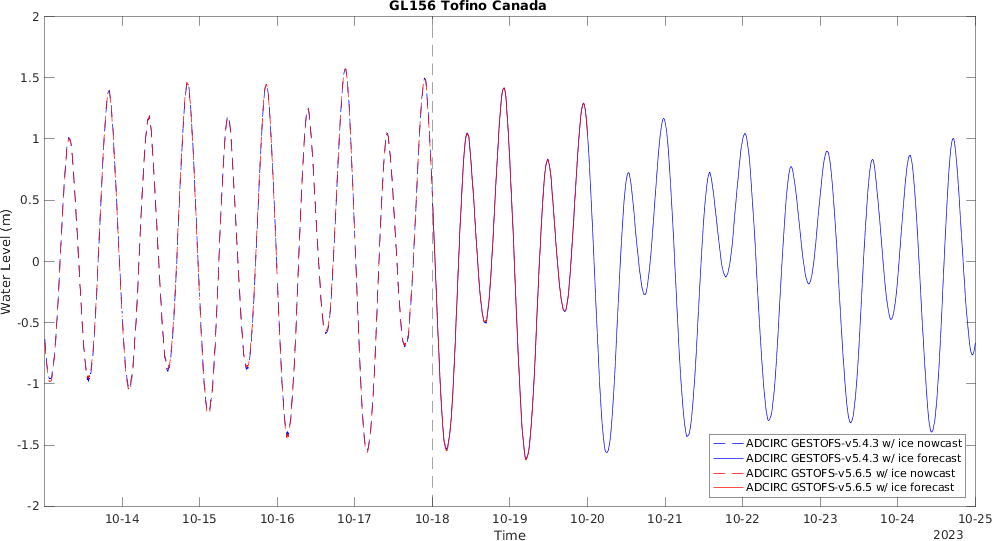 GL156 Tofino Canada
2
1.5
1
0.5
0
-0.5
-1
-1.5
-2
Water Level (m)
ADCIRC GESTOFS-v5.4.3 w/ ice nowcast
ADCIRC GESTOFS-v5.4.3 w/ ice forecast
ADCIRC GSTOFS-v5.6.5 w/ ice nowcast
ADCIRC GSTOFS-v5.6.5 w/ ice forecast
10-14 10-15 10-16 10-17 10-18 10-19 10-20 10-21 10-22 10-23 10-24 10-25
Time
2023